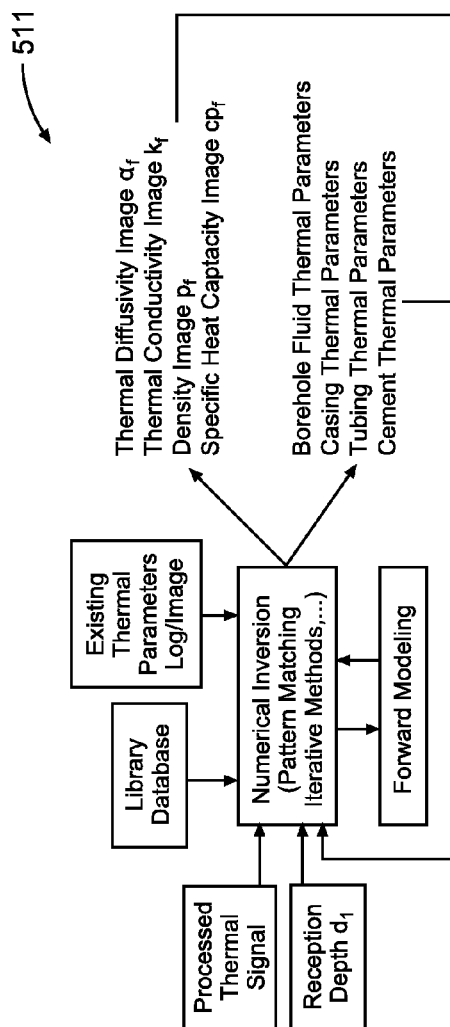 511
Thermal Diffusivity Image αf
Thermal Conductivity Image kf
Density Image pf
Specific Heat Captacity Image cpf
Borehole Fluid Thermal Parameters
Casing Thermal Parameters
Tubing Thermal Parameters
Cement Thermal Parameters
Existing
Thermal
Parameters
Log/Image
Library
Database
Numerical Inversion
(Pattern Matching
Iterative Methods,...)
Forward Modeling
Processed
Thermal
Signal
Reception
Depth d1